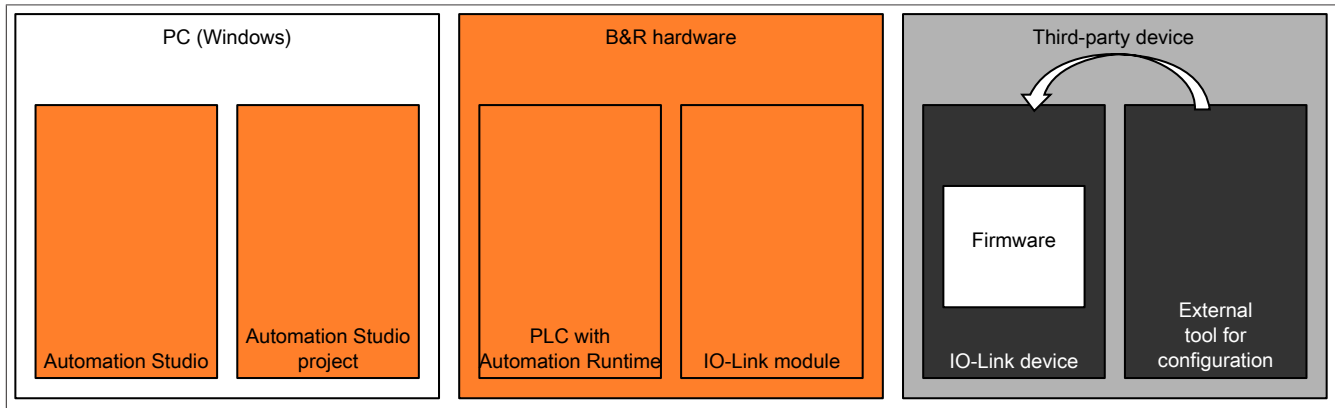 PC (Windows)
Automation Studio
Automation Studio
project
B&R hardware
PLC with
Automation Runtime
IO-Link module
Third-party device
Firmware
IO-Link device
External
tool for
configuration